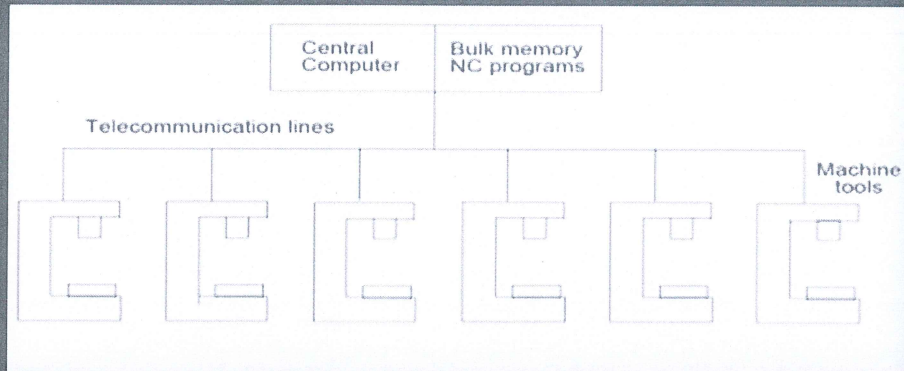 Central
Computer
Bulk memory
NC programs
Telecommunication lines
Machine
tools